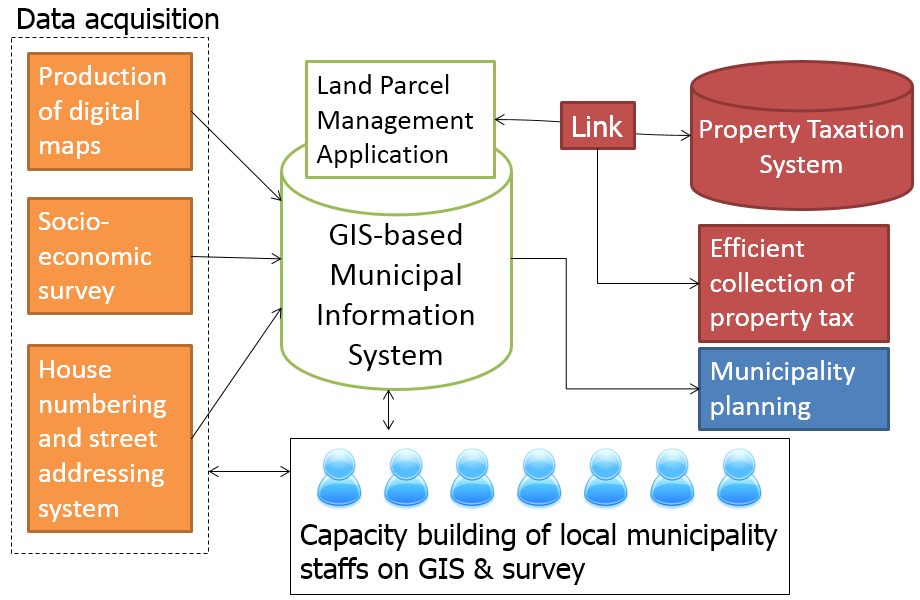 Data acquisition
Production
of digital
maps
Socio-
economic
survey
House
numbering
and street
addressing
system
Land Parcel
Management
Application
GIS-based
Municipal
Information
System
Link
Property Taxation
System
Efficient
collection of
property tax
Municipality
planning
Capacity building of local municipality
staffs on GIS & survey